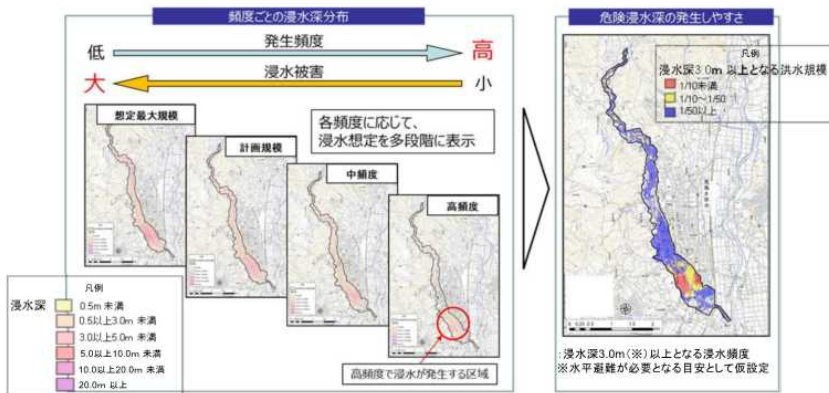 頻度ごとの浸水深分布
低
発生頻度
高
大
浸水被害
小
各頻度に応じて、
浸水想定を多段階に表示
想定最大規模
計画規模
中頻度
高頻度
凡例
浸水深
0.5m 未満
0.5以上3.0m 未満
3.0以上5.0m 未満
5.0以上10.0m 未満
10.0以上20.0m 未満
20.0m 以上
高頻度で浸水が発生する区域
危険浸水深の発生しやすさ
凡例
浸水深3.0m 以上となる洪水規模
1/10未満
1/10～1/50
1/50以上
:浸水深3.0m(※)以上となる浸水頻度
※水平避難が必要となる目安として仮設定